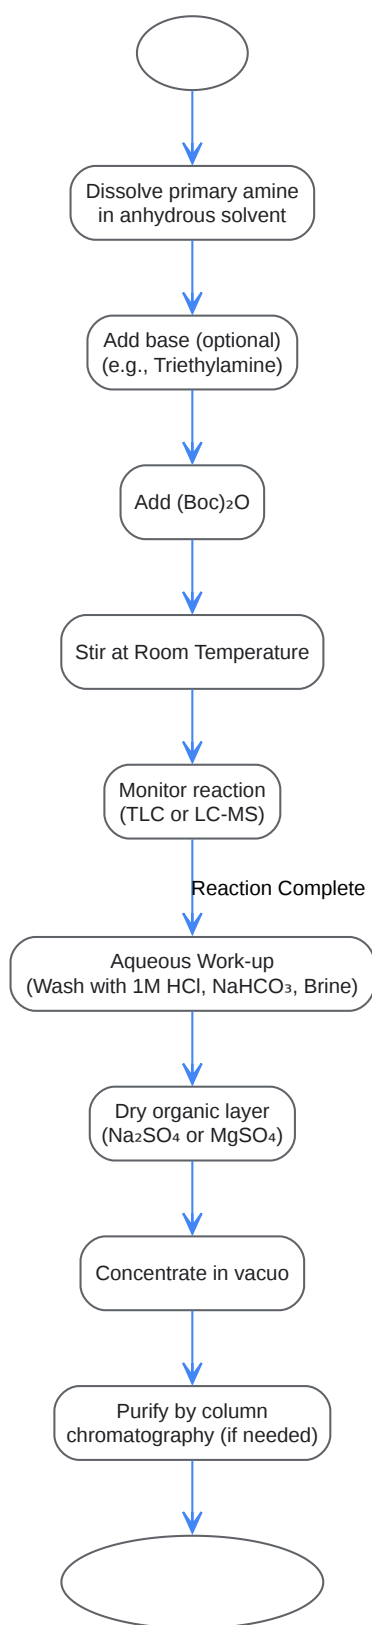 Dissolve primary amine
in anhydrous solvent
Add base (optional)
(e.g., Triethylamine)
Add (Boc)₂O
Stir at Room Temperature
Monitor reaction
(TLC or LC-MS)
Reaction Complete
Aqueous Work-up
(Wash with 1M HCl, NaHCO₃, Brine)
Dry organic layer
(Na₂SO₄ or MgSO₄)
Concentrate in vacuo
Purify by column
chromatography (if needed)